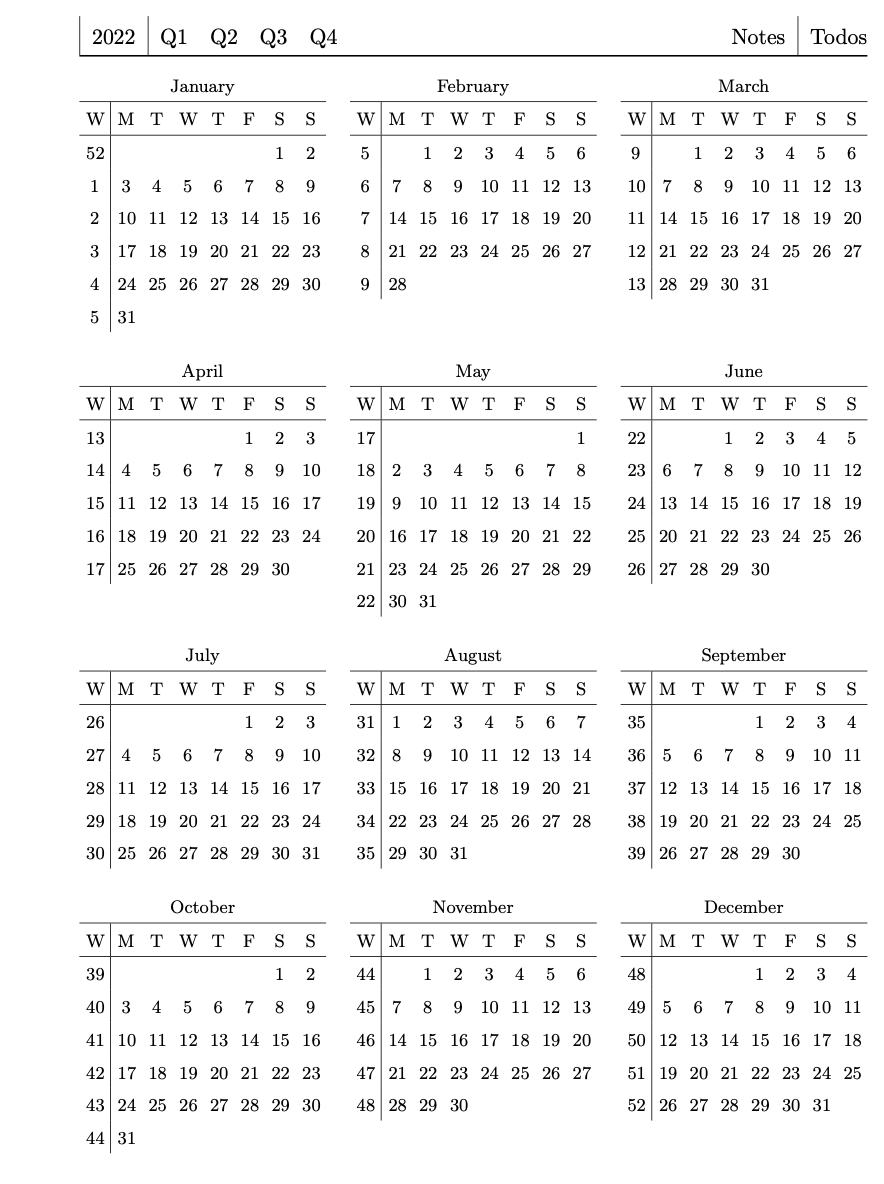 2022 Q1 Q2 Q3 Q4 Notes Todos
January
W M T W T F S S
52 1 2
1 3 4 5 6 7 8 9
2 10 11 12 13 14 15 16
3 17 18 19 20 21 22 23
4 24 25 26 27 28 29 30
5 31
February
W M T W T F S S
5 1 2 3 4 5 6
6 7 8 9 10 11 12 13
7 14 15 16 17 18 19 20
8 21 22 23 24 25 26 27
9 28
March
W M T W T F S S
9 1 2 3 4 5 6
10 7 8 9 10 11 12 13
11 14 15 16 17 18 19 20
12 21 22 23 24 25 26 27
13 28 29 30 31
April
W M T W T F S S
13 1 2 3
14 4 5 6 7 8 9 10
15 11 12 13 14 15 16 17
16 18 19 20 21 22 23 24
17 25 26 27 28 29 30
May
W M T W T F S S
17 1
18 2 3 4 5 6 7 8
19 9 10 11 12 13 14 15
20 16 17 18 19 20 21 22
21 23 24 25 26 27 28 29
22 30 31
June
W M T W T F S S
22 1 2 3 4 5
23 6 7 8 9 10 11 12
24 13 14 15 16 17 18 19
25 20 21 22 23 24 25 26
26 27 28 29 30
July
W M T W T F S S
26 1 2 3
27 4 5 6 7 8 9 10
28 11 12 13 14 15 16 17
29 18 19 20 21 22 23 24
30 25 26 27 28 29 30 31
August
W M T W T F S S
31 1 2 3 4 5 6 7
32 8 9 10 11 12 13 14
33 15 16 17 18 19 20 21
34 22 23 24 25 26 27 28
35 29 30 31
September
W M T W T F S S
35 1 2 3 4
36 5 6 7 8 9 10 11
37 12 13 14 15 16 17 18
38 19 20 21 22 23 24 25
39 26 27 28 29 30
October
W M T W T F S S
39 1 2
40 3 4 5 6 7 8 9
41 10 11 12 13 14 15 16
42 17 18 19 20 21 22 23
43 24 25 26 27 28 29 30
44 31
November
W M T W T F S S
44 1 2 3 4 5 6
45 7 8 9 10 11 12 13
46 14 15 16 17 18 19 20
47 21 22 23 24 25 26 27
48 28 29 30
December
W M T W T F S S
48 1 2 3 4
49 5 6 7 8 9 10 11
50 12 13 14 15 16 17 18
51 19 20 21 22 23 24 25
52 26 27 28 29 30 31